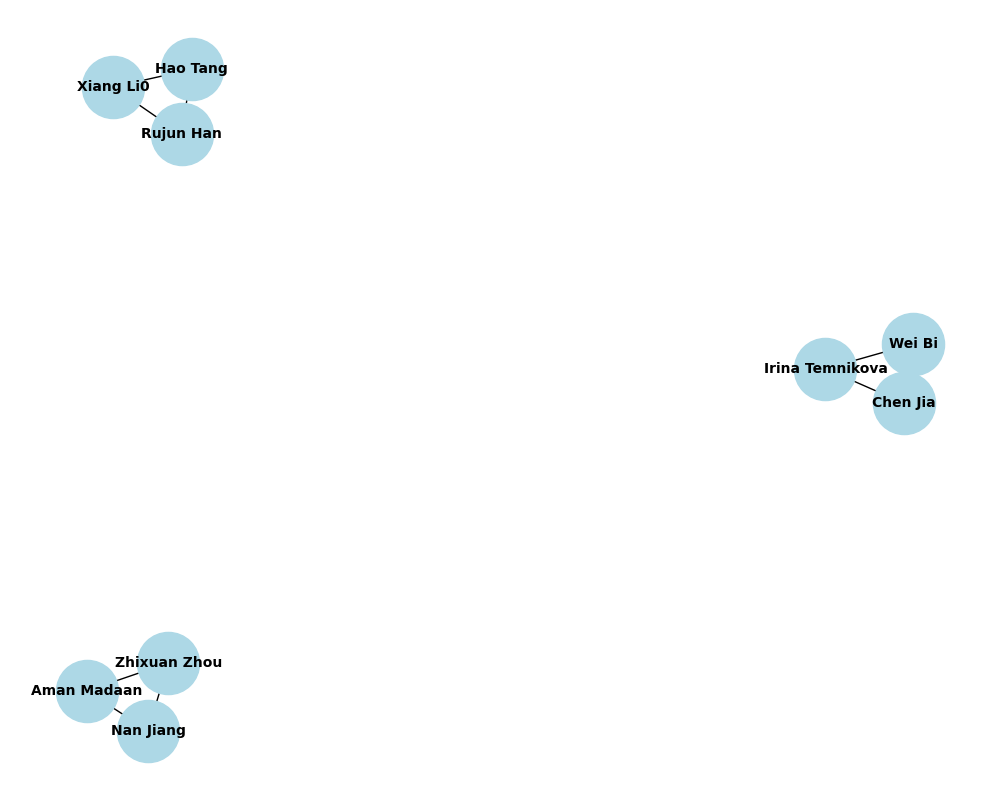 Hao Tang
Xiang Li0
Rujun Han
Wei Bi
Irina Temnikova
Chen Jia
Zhixuan Zhou
Aman Madaan
Nan Jiang